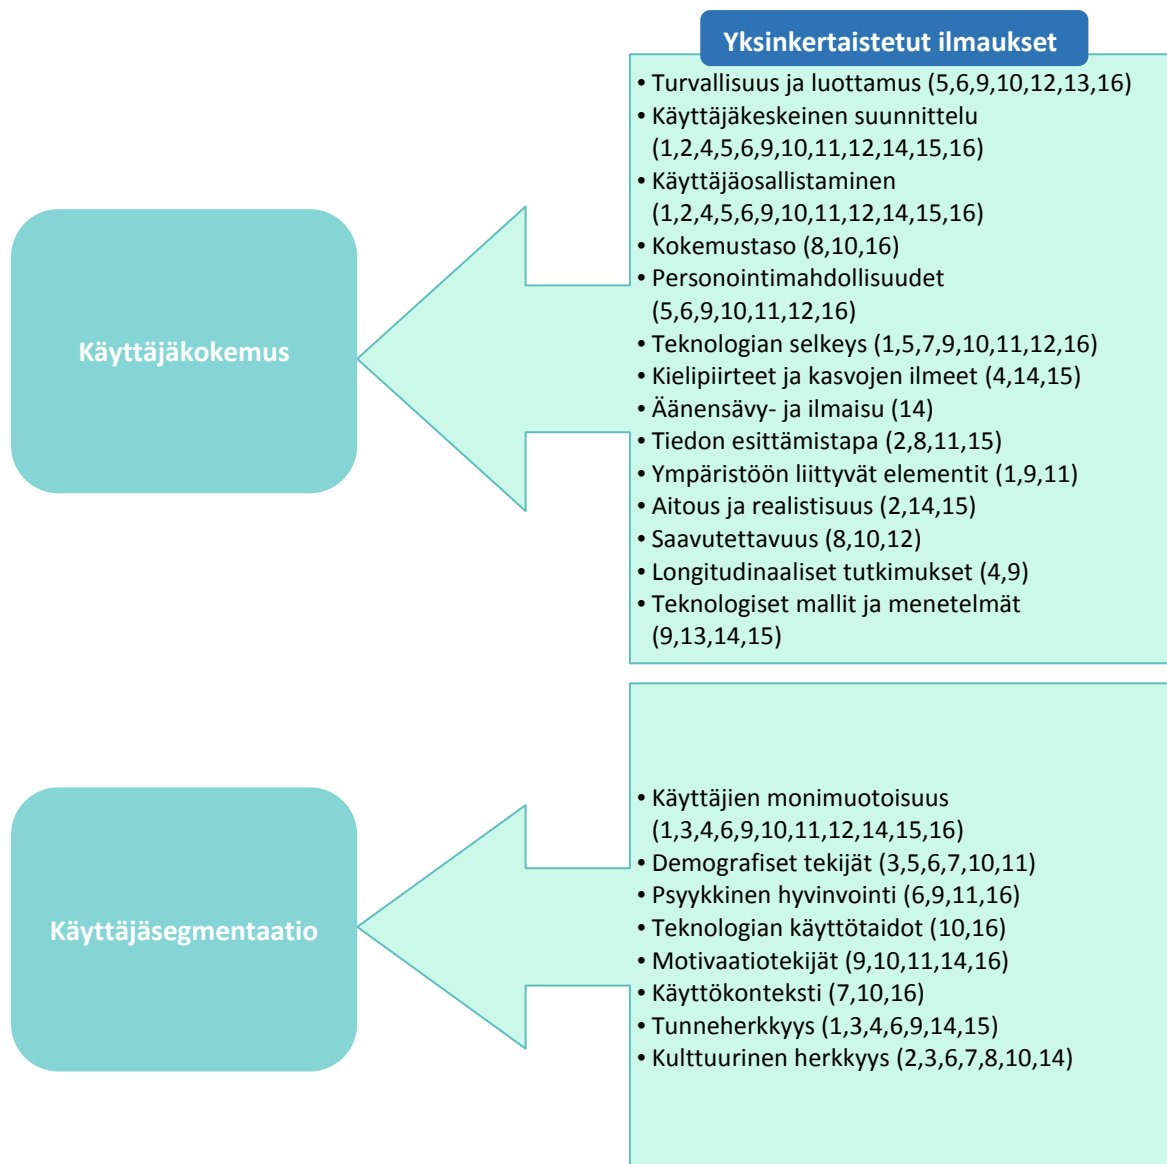 Yksinkertaistetut ilmaukset
• Turvallisuus ja luottamus (5,6,9,10,12,13,16)
• Käyttäjäkeskeinen suunnittelu
(1,2,4,5,6,9,10,11,12,14,15,16)
• Käyttäjäosallistaminen
(1,2,4,5,6,9,10,11,12,14,15,16)
• Kokemustaso (8,10,16)
• Personointimahdollisuudet
(5,6,9,10,11,12,16)
• Teknologian selkeys (1,5,7,9,10,11,12,16)
• Kielipiirteet ja kasvojen ilmeet (4,14,15)
• Äänensävy- ja ilmaisu (14)
• Tiedon esittämistapa (2,8,11,15)
• Ympäristöön liittyvät elementit (1,9,11)
• Aitous ja realistisuus (2,14,15)
• Saavutettavuus (8,10,12)
• Longitudinaaliset tutkimukset (4,9)
• Teknologiset mallit ja menetelmät
(9,13,14,15)
Käyttäjäkokemus
• Käyttäjien monimuotoisuus
(1,3,4,6,9,10,11,12,14,15,16)
• Demografiset tekijät (3,5,6,7,10,11)
• Psyykkinen hyvinvointi (6,9,11,16)
• Teknologian käyttötaidot (10,16)
• Motivaatiotekijät (9,10,11,14,16)
• Käyttökonteksti (7,10,16)
• Tunneherkkyys (1,3,4,6,9,14,15)
• Kulttuurinen herkkyys (2,3,6,7,8,10,14)
Käyttäjäsegmentaatio